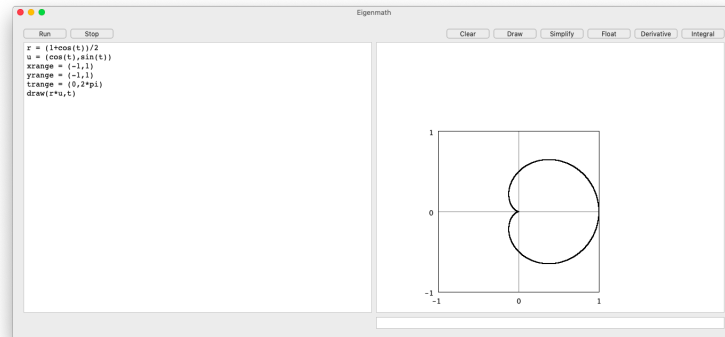 Eigenmath
Run Stop Clear Draw Simplify Float Derivative Integral
r = (1+cos(t))/2
u = (cos(t),sin(t))
xrange = (-1,1)
yrange = (-1,1)
trange = (0,2*pi)
draw(r*u,t)
1
0
-1
-1 0 1